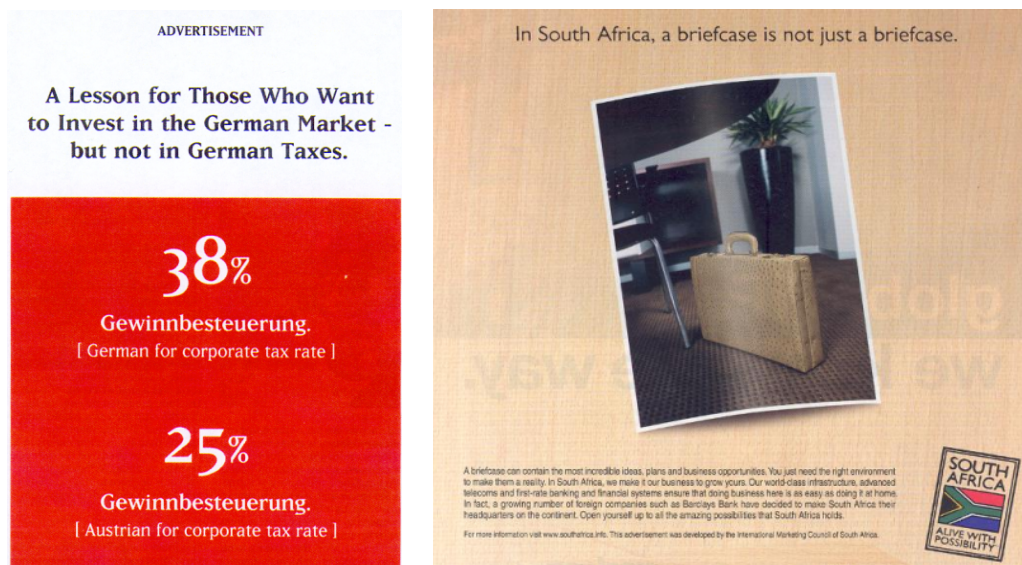 ADVERTISEMENT
A Lesson for Those Who Want
to Invest in the German Market -
but not in German Taxes.
38%
Gewinnbesteuerung.
[ German for corporate tax rate ]
25%
Gewinnbesteuerung.
[ Austrian for corporate tax rate ]
In South Africa, a briefcase is not just a briefcase.
A briefcase can contain the most incredible ideas, plans and business opportunities. You just need the right environment
to make them a reality. In South Africa, we make it our business to grow yours. Our world-class infrastructure, advanced
telecoms and first-rate banking and financial systems ensure that doing business here is as easy as doing it at home.
In fact, a growing number of foreign companies such as Barclays Bank have decided to make South Africa their
headquarters on the continent. Open yourself up to all the amazing possibilities that South Africa holds.
For more information visit www.southafrica.info. This advertisement was developed by the International Marketing Council of South Africa.
SOUTH
AFRICA
ALIVE WITH
POSSIBILITY